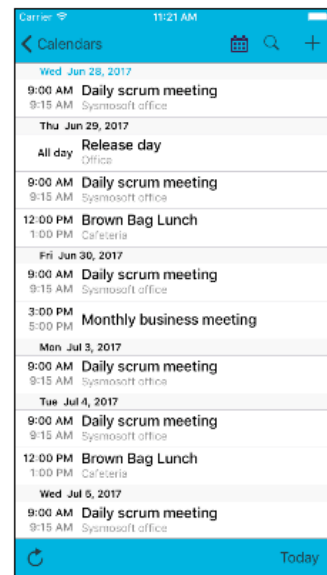 Carrier 11:21 AM
Calendars
Wed Jun 28, 2017
9:00 AM Daily scrum meeting
9:15 AM Sysmosoft office
Thu Jun 29, 2017
All day Release day
Office
9:00 AM Daily scrum meeting
9:15 AM Sysmosoft office
12:00 PM Brown Bag Lunch
1:00 PM Cafeteria
Fri Jun 30, 2017
9:00 AM Daily scrum meeting
9:15 AM Sysmosoft office
3:00 PM Monthly business meeting
5:00 PM
Mon Jul 3, 2017
9:00 AM Daily scrum meeting
9:15 AM Sysmosoft office
Tue Jul 4, 2017
9:00 AM Daily scrum meeting
9:15 AM Sysmosoft office
12:00 PM Brown Bag Lunch
1:00 PM Cafeteria
Wed Jul 5, 2017
9:00 AM Daily scrum meeting
9:15 AM Sysmosoft office
Today